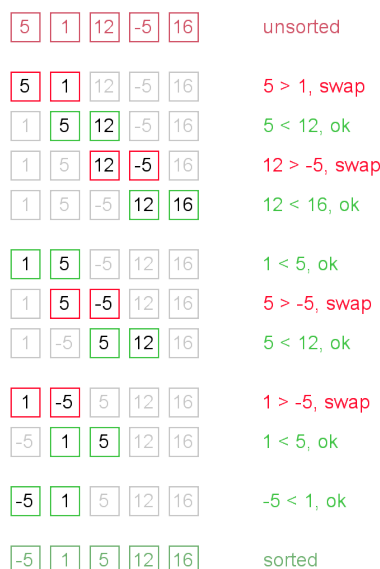 5 1 12 -5 16 unsorted
5 1 12 -5 16 5 > 1, swap
1 5 12 -5 16 5 < 12, ok
1 5 12 -5 16 12 > -5, swap
1 5 -5 12 16 12 < 16, ok
1 5 -5 12 16 1 < 5, ok
1 5 -5 12 16 5 > -5, swap
1 -5 5 12 16 5 < 12, ok
1 -5 5 12 16 1 > -5, swap
-5 1 5 12 16 1 < 5, ok
-5 1 5 12 16 -5 < 1, ok
-5 1 5 12 16 sorted